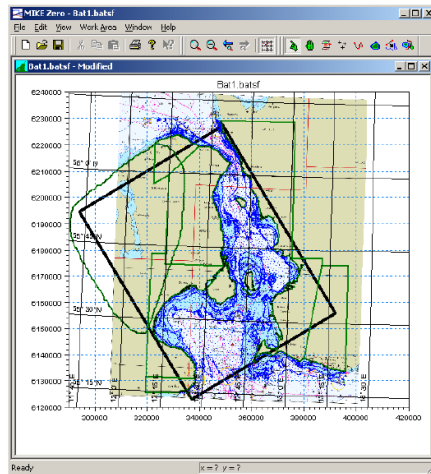 MIKE Zero - Bat1.batsf
File Edit View Work Area Window Help
Bat1.batsf - Modified
Bat1.batsf
6240000
6230000
6220000
6210000
6200000
6190000
6180000
6170000
6160000
6150000
6140000
6130000
6120000
300000 320000 340000 360000 380000 400000 420000
Ready x = ? y = ?